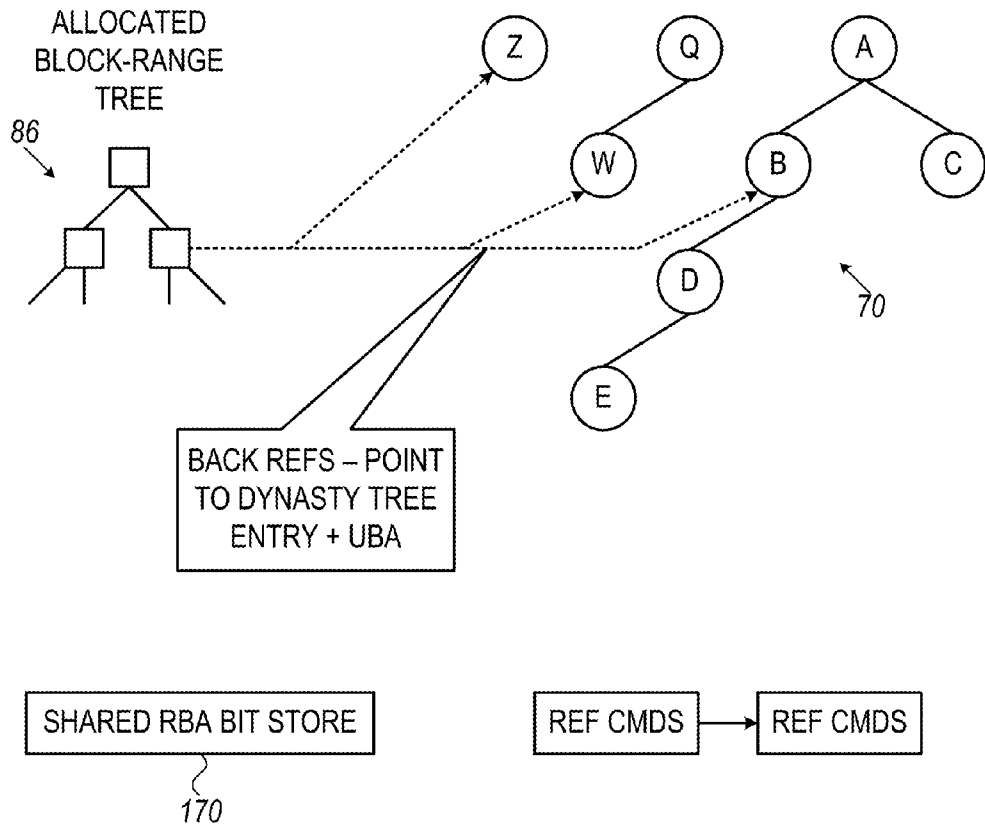 ALLOCATED
BLOCK-RANGE
TREE
86
Z
Q
A
W
B
C
D
70
E
BACK REFS – POINT
TO DYNASTY TREE
ENTRY + UBA
SHARED RBA BIT STORE
REF CMDS
REF CMDS
170